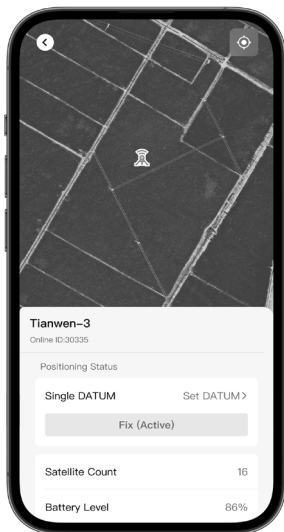 Tianwen-3
Online ID:30335
Positioning Status
Single DATUM Set DATUM>
Fix (Active)
Satellite Count 16
Battery Level 86%